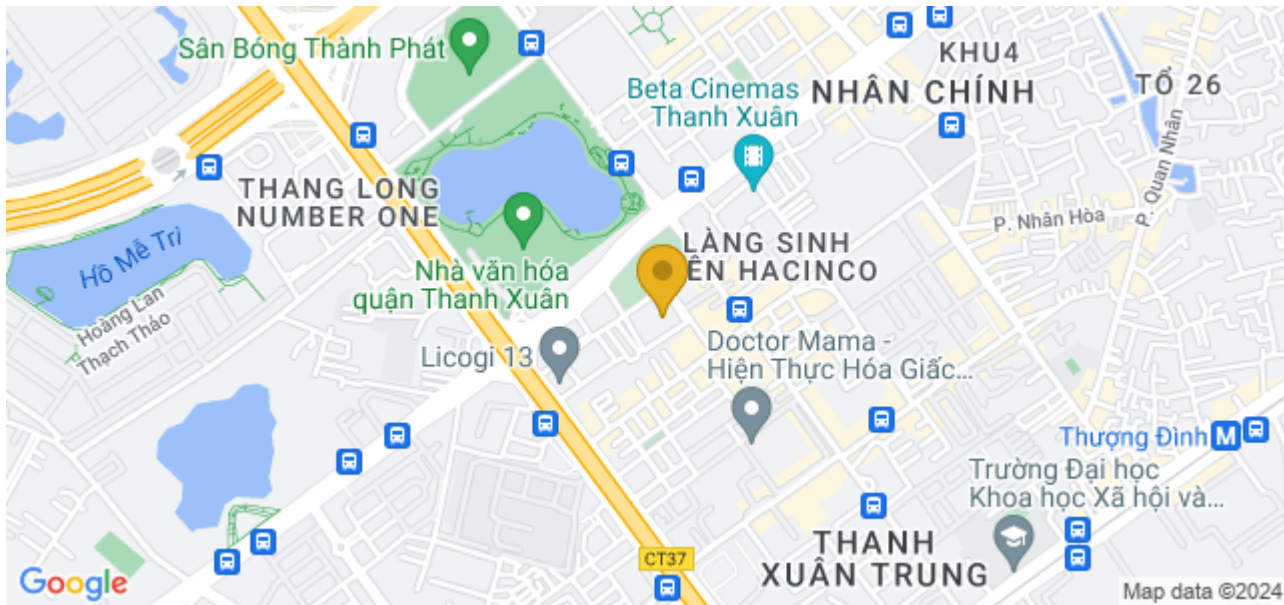 Sân Bóng Thành Phát
KHU4
Beta Cinemas
Thanh Xuân
NHÂN CHÍNH
TỔ 26
P. Quan Nhân
THANG LONG
NUMBER ONE
P. Nhân Hòa
Hồ Mễ Trì
LÀNG SINH
HACINCO
Nhà văn hóa
quận Thanh Xuân
Hoàng Lan
Thạch Thảo
Licogi 13
Doctor Mama -
Hiện Thực Hóa Giấc...
Thượng Đình M
Trường Đại học
Khoa học Xã hội và...
THANH
XUÂN TRUNG
CT37
Google
Map data ©2024